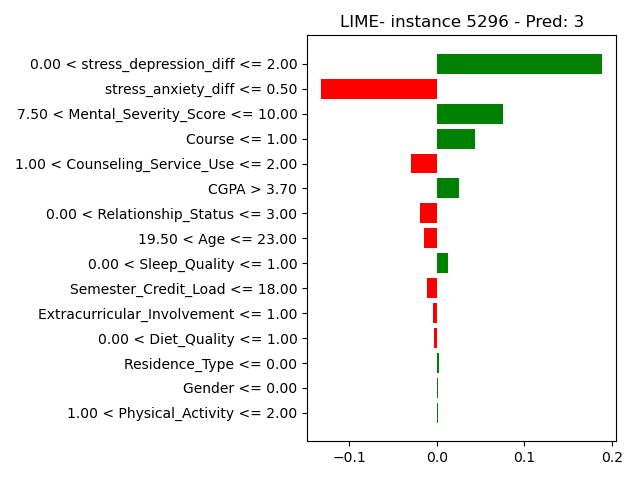 LIME- instance 5296 - Pred: 3
0.00 < stress_depression_diff <= 2.00
stress_anxiety_diff <= 0.50
7.50 < Mental_Severity_Score <= 10.00
Course <= 1.00
1.00 < Counseling_Service_Use <= 2.00
CGPA > 3.70
0.00 < Relationship_Status <= 3.00
19.50 < Age <= 23.00
0.00 < Sleep_Quality <= 1.00
Semester_Credit_Load <= 18.00
Extracurricular_Involvement <= 1.00
0.00 < Diet_Quality <= 1.00
Residence_Type <= 0.00
Gender <= 0.00
1.00 < Physical_Activity <= 2.00
−0.1 0.0 0.1 0.2